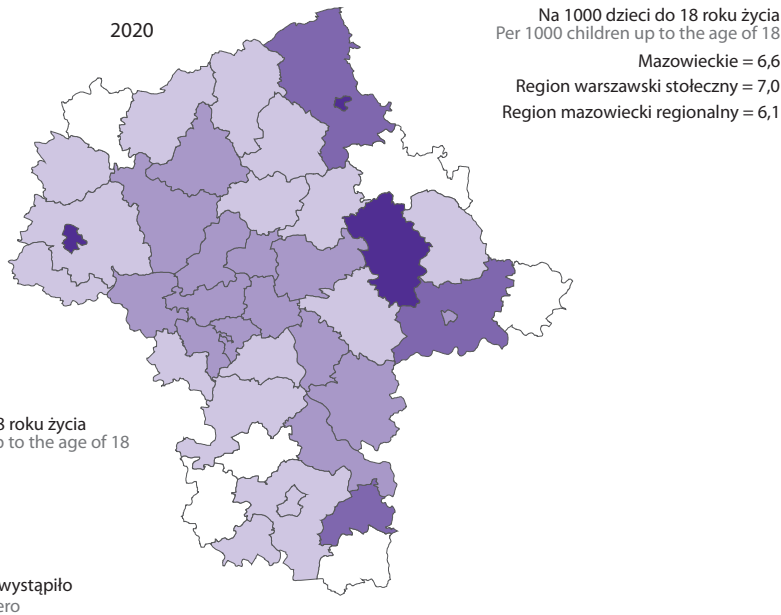 2020
Na 1000 dzieci do 18 roku życia
Per 1000 children up to the age of 18
Mazowieckie = 6,6
Region warszawski stołeczny = 7,0
Region mazowiecki regionalny = 6,1
8 roku życia
p to the age of 18
wystąpiło
ero